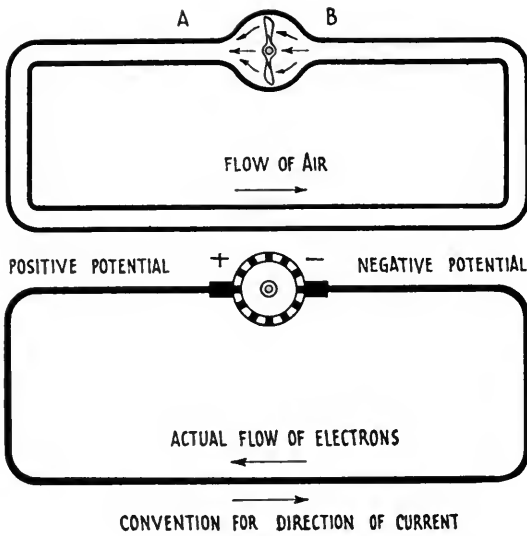 A B
FLOW OF AIR
POSITIVE POTENTIAL + − NEGATIVE POTENTIAL
ACTUAL FLOW OF ELECTRONS
CONVENTION FOR DIRECTION OF CURRENT